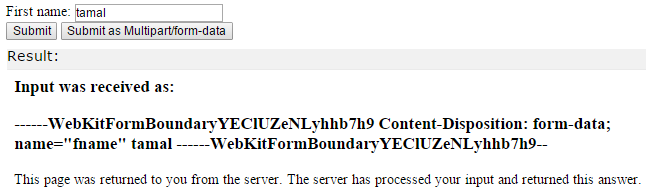 First name: tamal
Submit Submit as Multipart/form-data
Result:
Input was received as:
------WebKitFormBoundaryYEClUZeNLyhhb7h9 Content-Disposition: form-data;
name="fname" tamal ------WebKitFormBoundaryYEClUZeNLyhhb7h9--
This page was returned to you from the server. The server has processed your input and returned this answer.